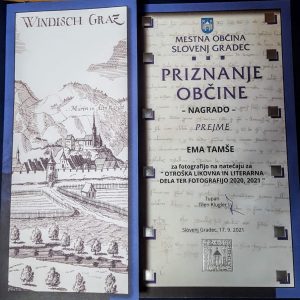 WINDISCH GRAZ
MESTNA OBČINA
SLOVENJ GRADEC
PRIZNANJE
OBČINE
– NAGRADO –
PREJME
EMA TAMŠE
za fotografijo na natečaju za
" OTROŠKA LIKOVNA IN LITERARNA
DELA TER FOTOGRAFIJO 2020, 2021"
Župan
Tilen Klugler
Slovenj Gradec, 17. 9. 2021